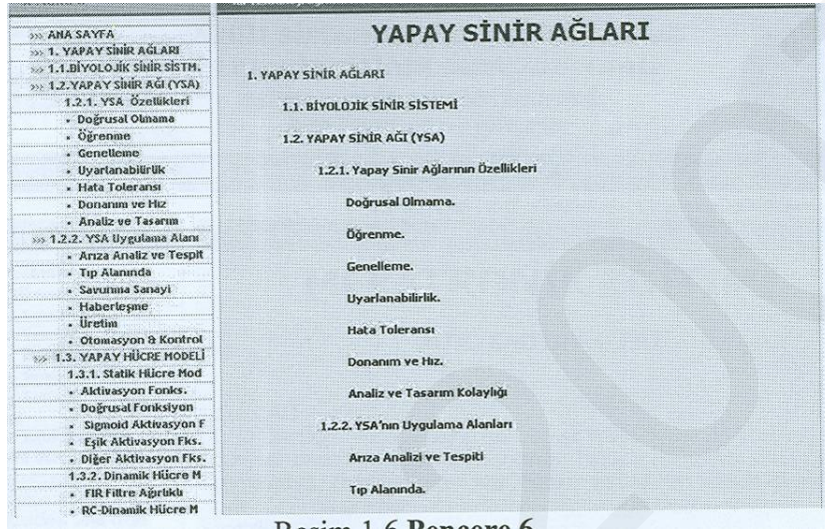 ››› ANA SAYFA
››› 1. YAPAY SİNİR AĞLARI
››› 1.1.BİYOLOJİK SİNİR SİSTM.
››› 1.2.YAPAY SİNİR AĞI (YSA)
1.2.1. YSA Özellikleri
• Doğrusal Olmama
• Öğrenme
• Genelleme
• Uyarlanabilirlik
• Hata Toleransı
• Donanım ve Hız
• Analiz ve Tasarım
››› 1.2.2. YSA Uygulama Alanı
• Arıza Analiz ve Tespit
• Tıp Alanında
• Savunma Sanayi
• Haberleşme
• Üretim
• Otomasyon & Kontrol
››› 1.3. YAPAY HÜCRE MODELİ
1.3.1. Statik Hücre Mod
• Aktivasyon Fonks.
• Doğrusal Fonksiyon
• Sigmoid Aktivasyon F
• Eşik Aktivasyon Fks.
• Diğer Aktivasyon Fks.
1.3.2. Dinamik Hücre M
• FIR Filtre Ağırlıklı
• RC-Dinamik Hücre M
YAPAY SİNİR AĞLARI
1. YAPAY SİNİR AĞLARI
1.1. BİYOLOJİK SİNİR SİSTEMİ
1.2. YAPAY SİNİR AĞI (YSA)
1.2.1. Yapay Sinir Ağlarının Özellikleri
Doğrusal Olmama.
Öğrenme.
Genelleme.
Uyarlanabilirlik.
Hata Toleransı
Donanım ve Hız.
Analiz ve Tasarım Kolaylığı
1.2.2. YSA'nın Uygulama Alanları
Arıza Analizi ve Tespiti
Tıp Alanında.
Resim 1.6 Pencere 6